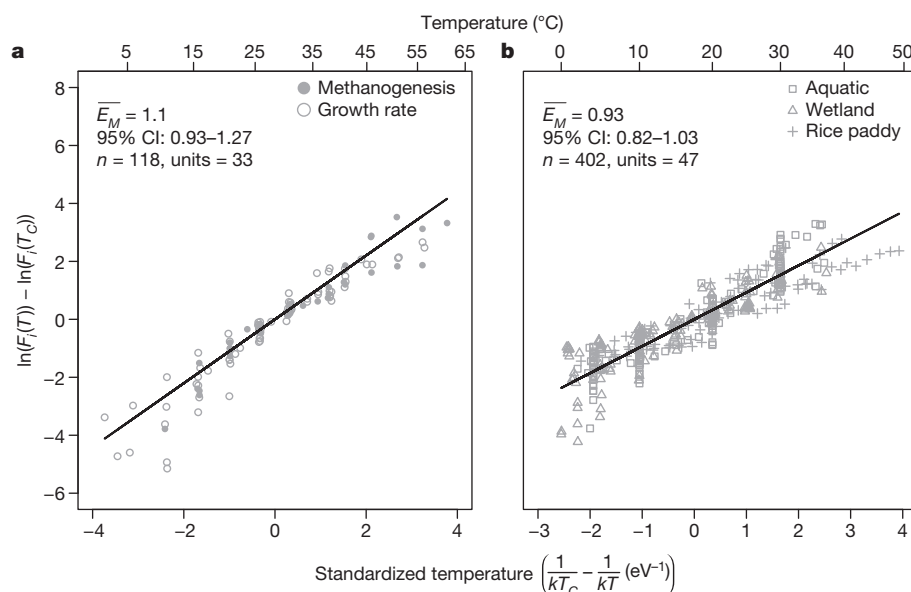 Temperature (°C)
a
5 15 25 35 45 55 65
b
0 10 20 30 40 50
8
6
4
2
0
−2
−4
−6
ln(Fi(T)) − ln(Fi(TC))
EM = 1.1
95% CI: 0.93–1.27
n = 118, units = 33
Methanogenesis
Growth rate
EM = 0.93
95% CI: 0.82–1.03
n = 402, units = 47
Aquatic
Wetland
Rice paddy
−4 −2 0 2 4
−3 −2 −1 0 1 2 3 4
Standardized temperature (1/kTC − 1/kT (eV−1))